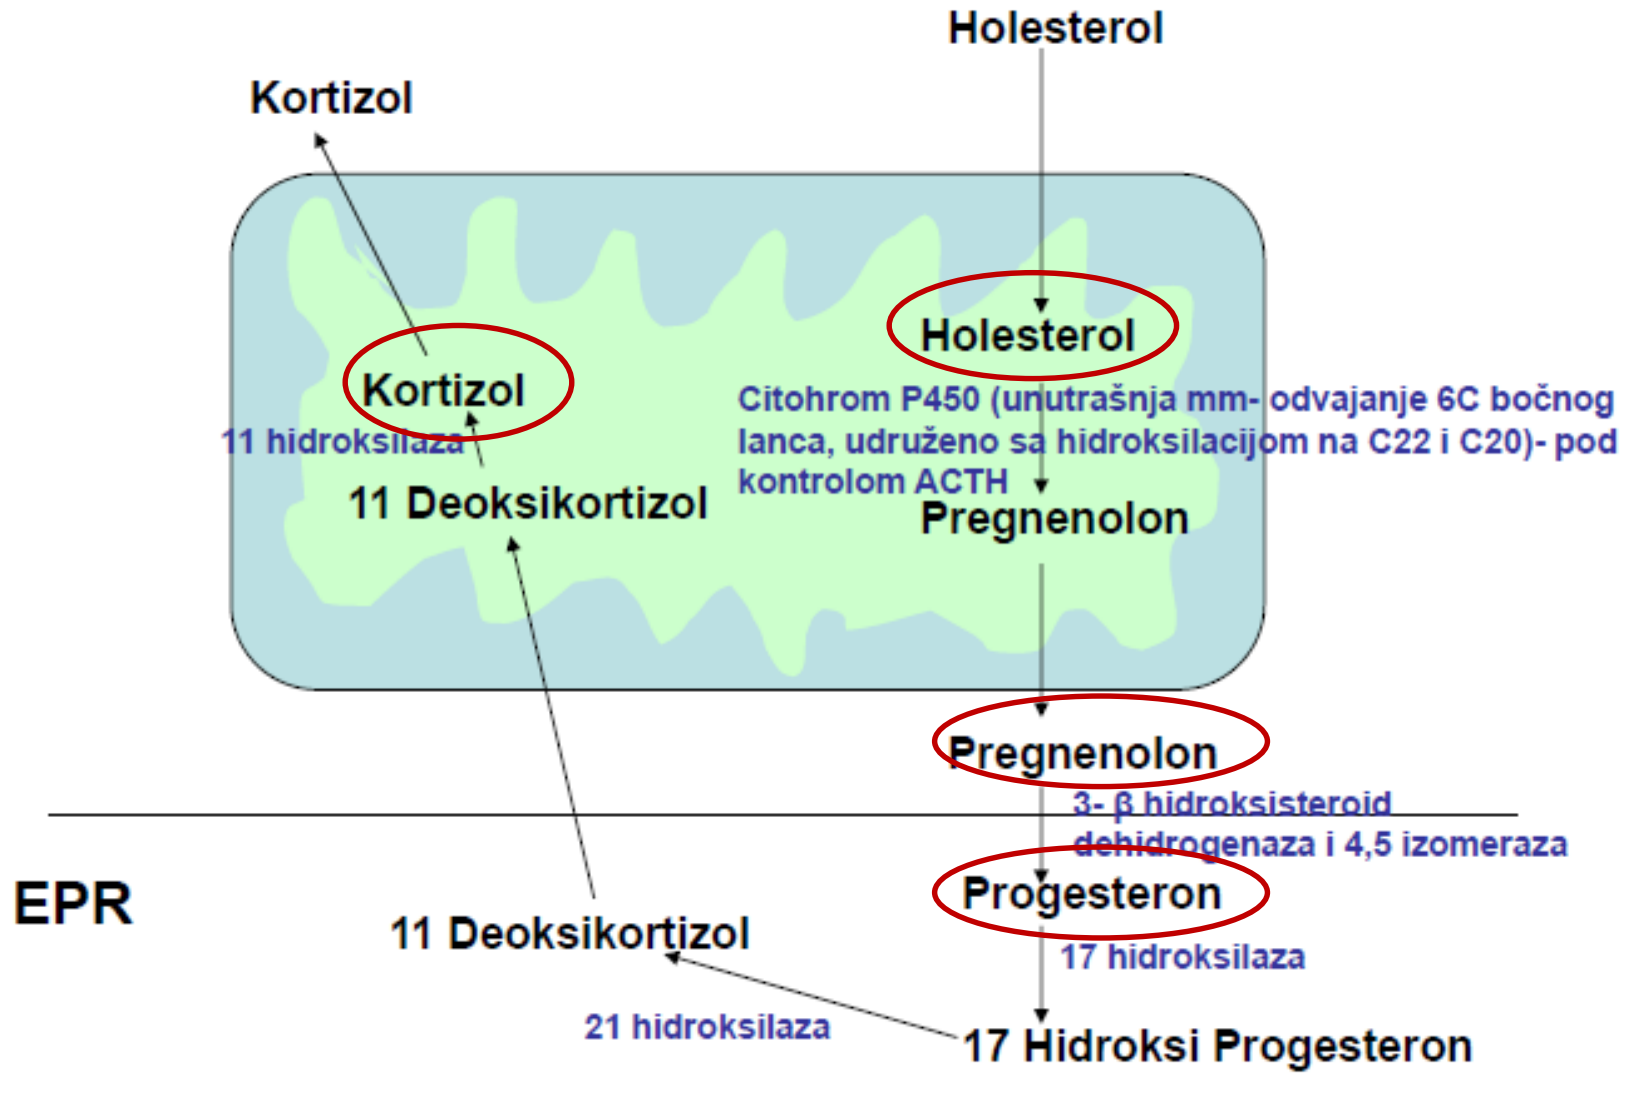 Holesterol
Kortizol
Holesterol
Kortizol
Citohrom P450 (unutrašnja mm- odvajanje 6C bočnog
lanca, udruženo sa hidroksilacijom na C22 i C20)- pod
kontrolom ACTH
11 hidroksilaza
11 Deoksikortizol
Pregnenolon
Pregnenolon
3- β hidroksisteroid
dehidrogenaza i 4,5 izomeraza
EPR
Progesteron
11 Deoksikortizol
17 hidroksilaza
21 hidroksilaza
17 Hidroksi Progesteron